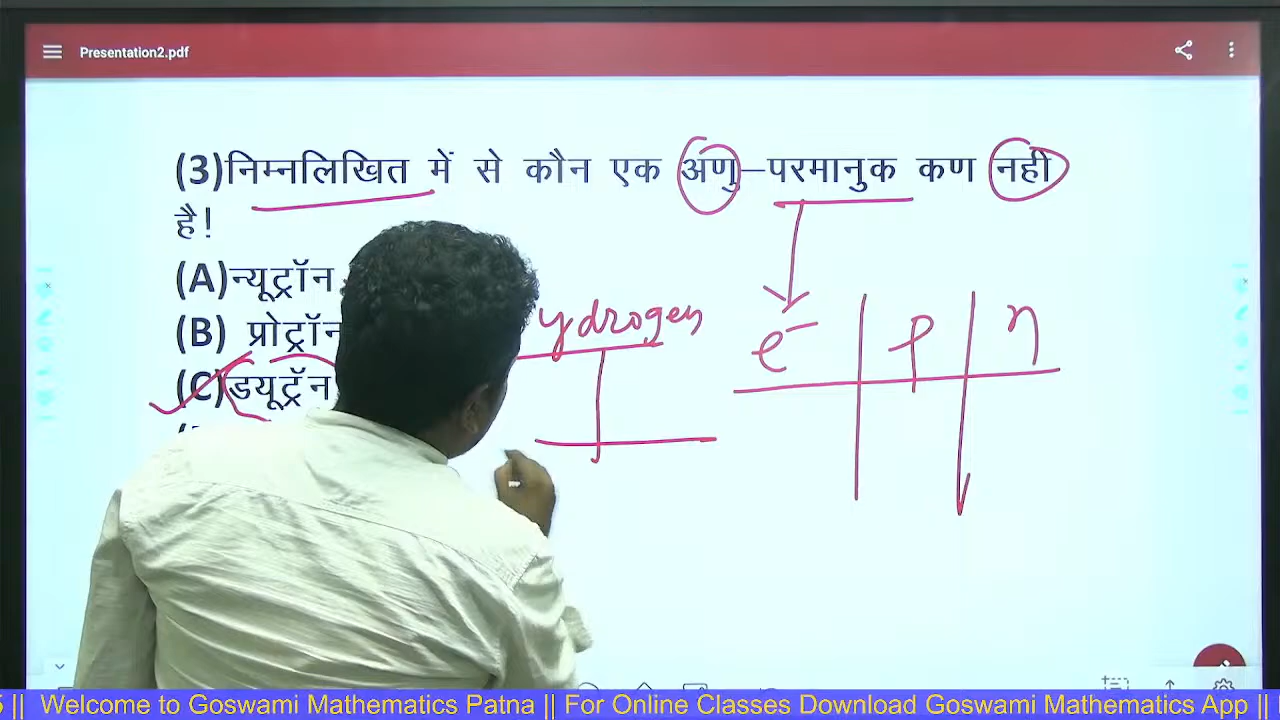 Presentation2.pdf
(3)निम्नलिखित में से कौन एक अणु–परमानुक कण नही
है!
(A)न्यूट्रॉन
(B) प्रोट्रॉन
(C)डयूट्रॅन
ydrogen
e⁻ p n
|| Welcome to Goswami Mathematics Patna || For Online Classes Download Goswami Mathematics App ||